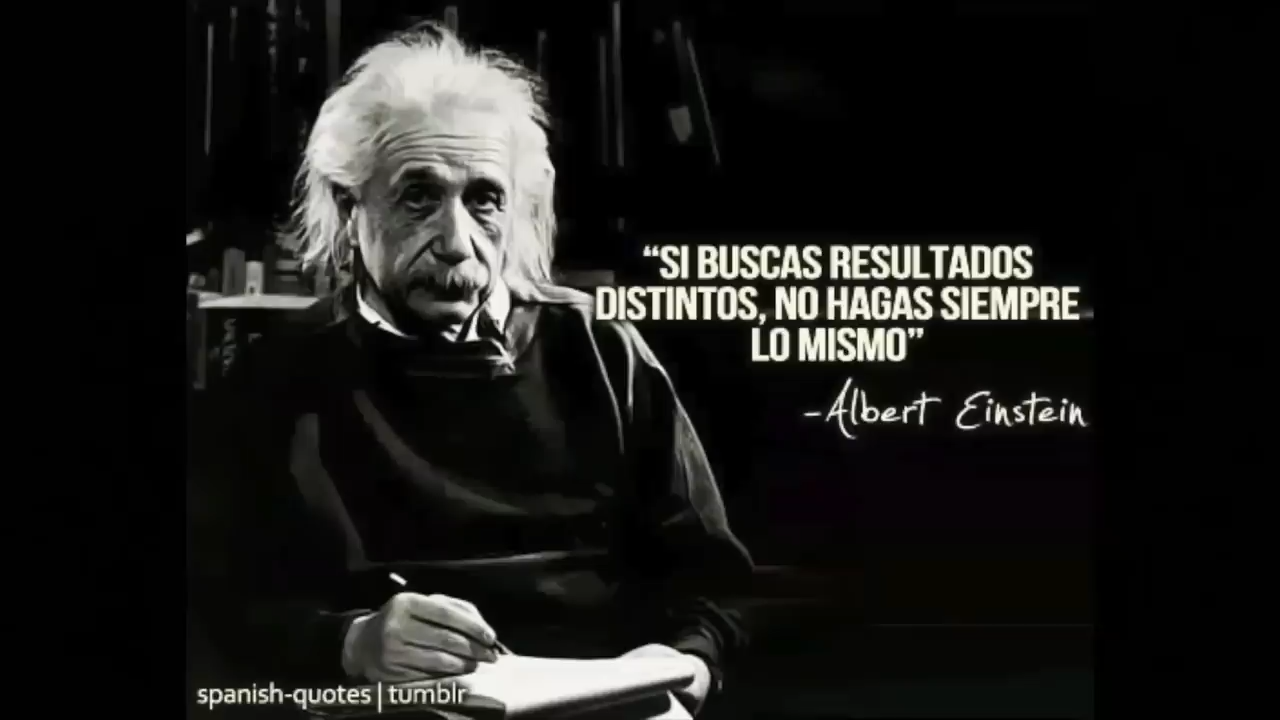 “SI BUSCAS RESULTADOS
DISTINTOS, NO HAGAS SIEMPRE
LO MISMO”
-Albert Einstein
spanish-quotes | tumblr